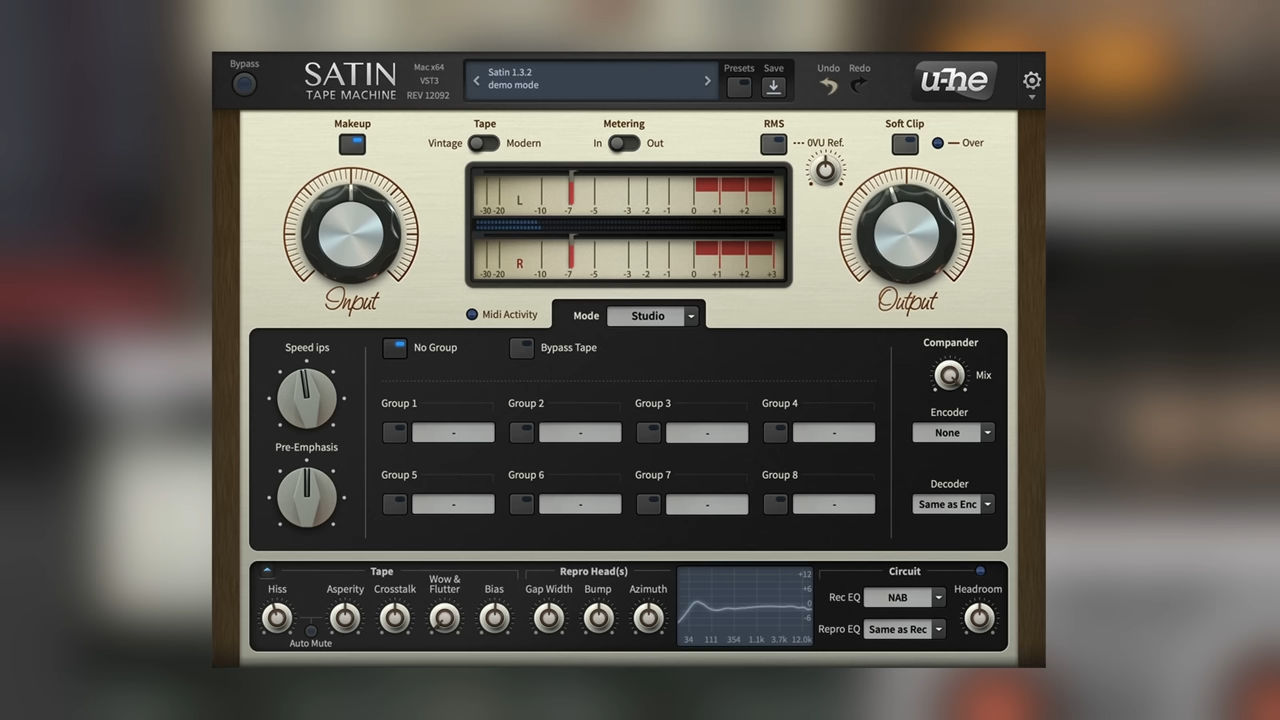 Bypass
SATIN
TAPE MACHINE
Mac x64
VST3
REV 12092
Satin 1.3.2
demo mode
Presets
Save
Undo
Redo
u-he
Makeup
Tape
Vintage
Modern
Metering
In
Out
RMS
0VU Ref.
Soft Clip
Over
L
-30 -20 -10 -7 -5 -3 -2 -1 0 +1 +2 +3
R
-30 -20 -10 -7 -5 -3 -2 -1 0 +1 +2 +3
Input
Output
Midi Activity
Mode
Studio
Speed ips
No Group
Bypass Tape
Compander
Mix
Group 1
Group 2
Group 3
Group 4
-
-
-
-
Encoder
None
Pre-Emphasis
Group 5
Group 6
Group 7
Group 8
-
-
-
-
Decoder
Same as Enc
Tape
Hiss
Auto Mute
Asperity
Crosstalk
Wow &
Flutter
Bias
Repro Head(s)
Gap Width
Bump
Azimuth
+12
+6
0
-6
34 111 354 1.1k 3.7k 12.0k
Circuit
Rec EQ
NAB
Repro EQ
Same as Rec
Headroom